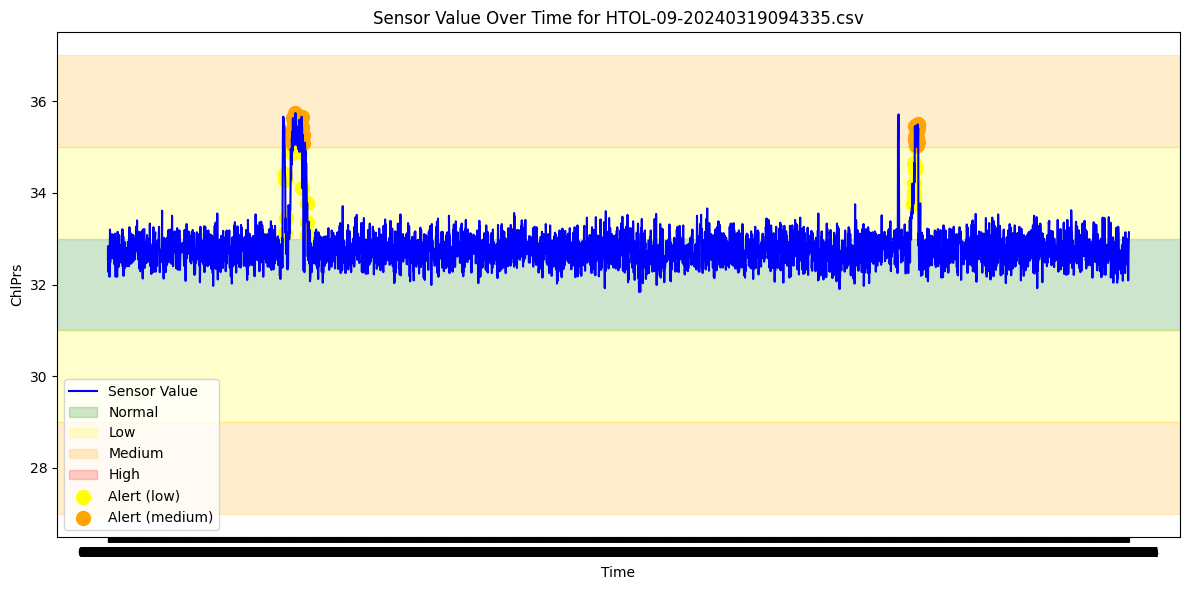 Sensor Value Over Time for HTOL-09-20240319094335.csv
36
34
32
30
28
ChlPrs
Sensor Value
Normal
Low
Medium
High
Alert (low)
Alert (medium)
Time